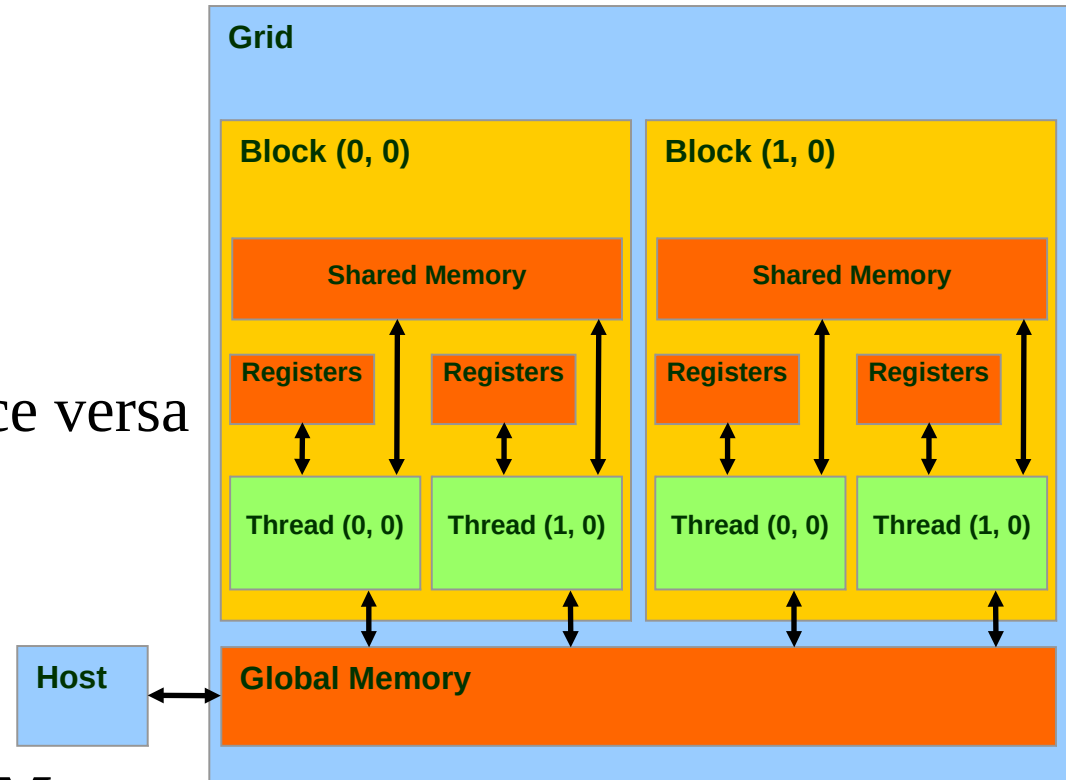 Grid
Block (0, 0)
Block (1, 0)
Shared Memory
Shared Memory
Registers
Registers
Registers
Registers
versa
Thread (0, 0)
Thread (1, 0)
Thread (0, 0)
Thread (1, 0)
Host
Global Memory